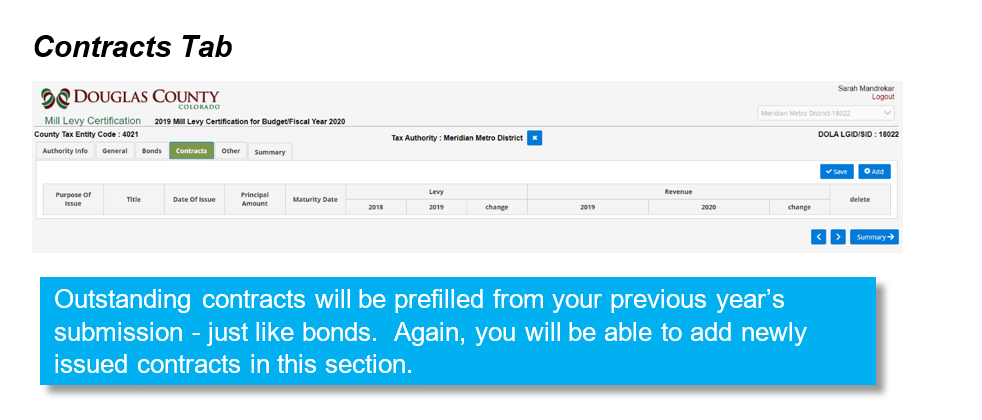 Contracts Tab
DOUGLAS COUNTY
COLORADO
Sarah Mandrekar
Logout
Mill Levy Certification 2019 Mill Levy Certification for Budget/Fiscal Year 2020
Meridian Metro District-18022
County Tax Entity Code : 4021
Tax Authority : Meridian Metro District
DOLA LGID/SID : 18022
Authority Info General Bonds Contracts Other Summary
Save Add
Purpose Of Issue Title Date Of Issue Principal Amount Maturity Date Levy Revenue delete
2018 2019 change 2019 2020 change
Summary
Outstanding contracts will be prefilled from your previous year’s
submission - just like bonds. Again, you will be able to add newly
issued contracts in this section.